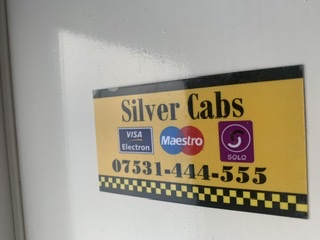 Silver Cabs
VISA Electron Maestro SOLO
07531-444-555